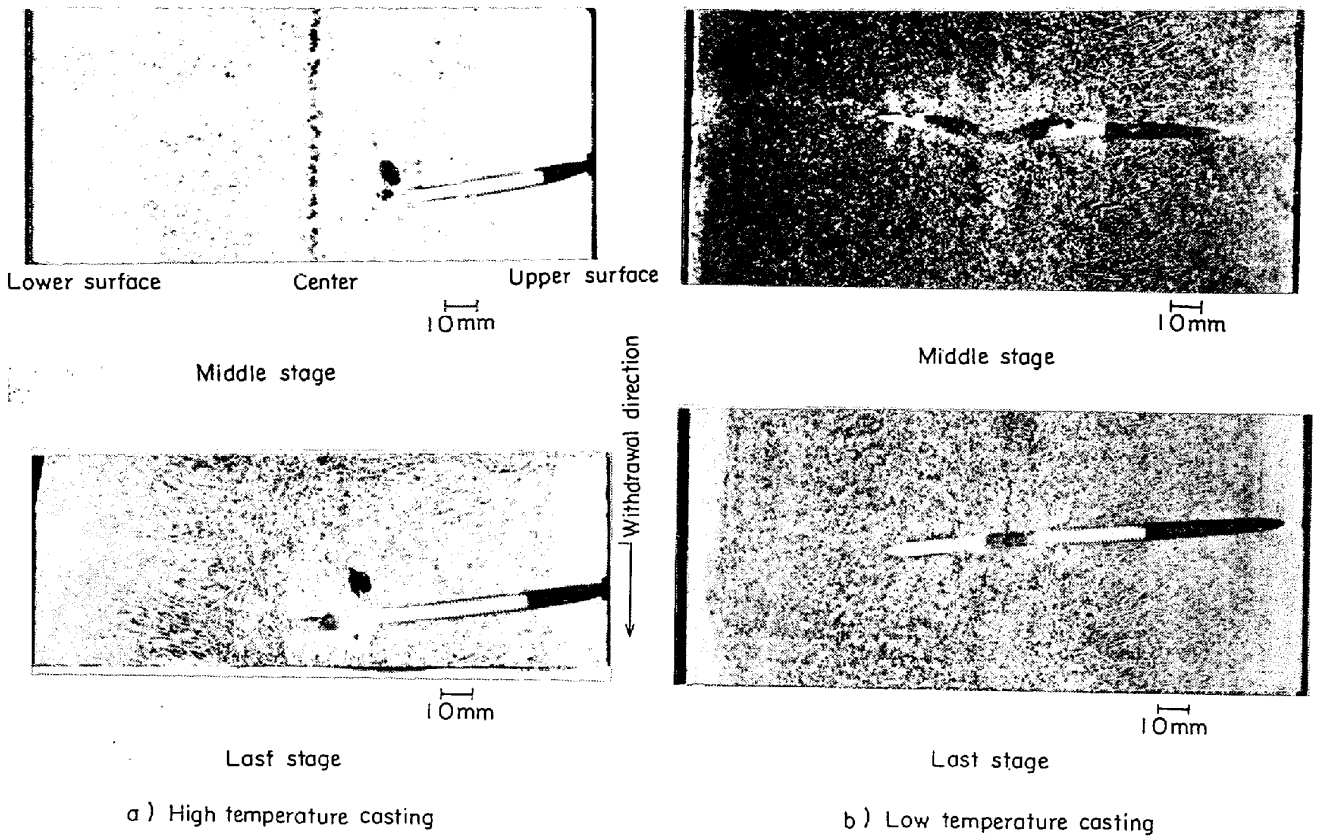 Lower surface Center Upper surface
10mm
Middle stage
10mm
Middle stage
Withdrawal direction
10mm
Last stage
10mm
Last stage
a) High temperature casting
b) Low temperature casting